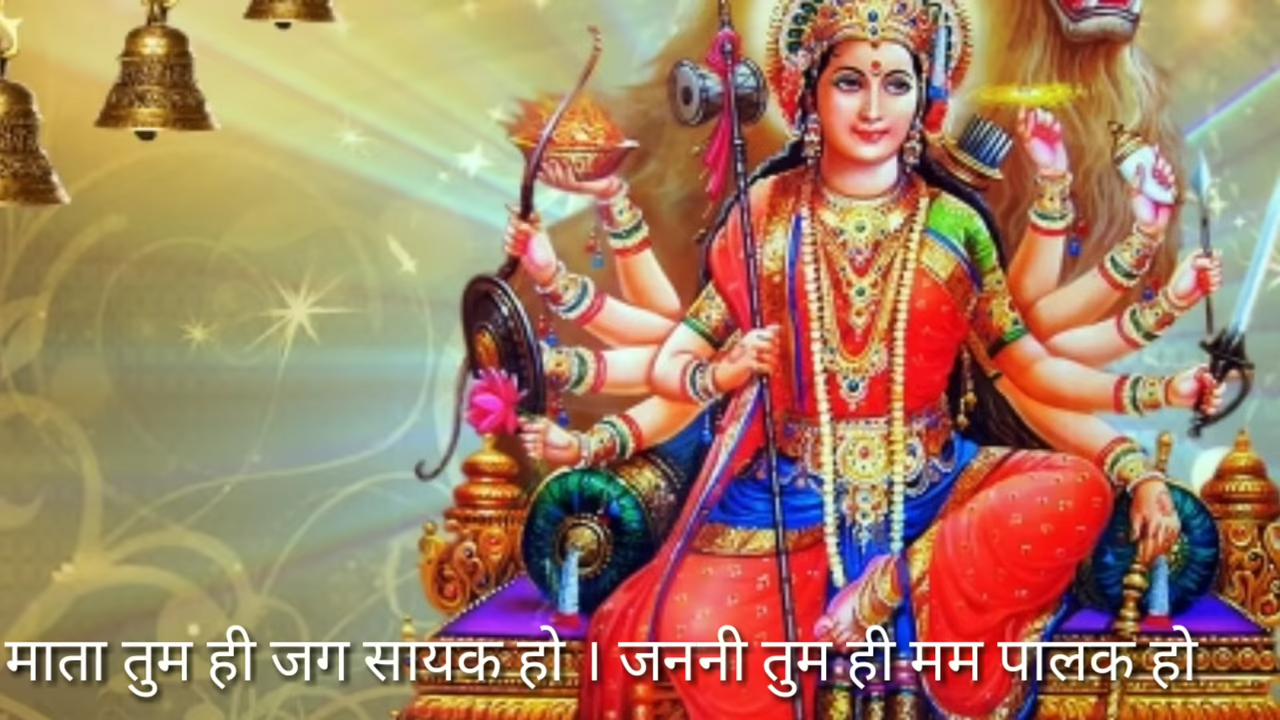 माता तुम ही जग सायक हो । जननी तुम ही मम पालक हो